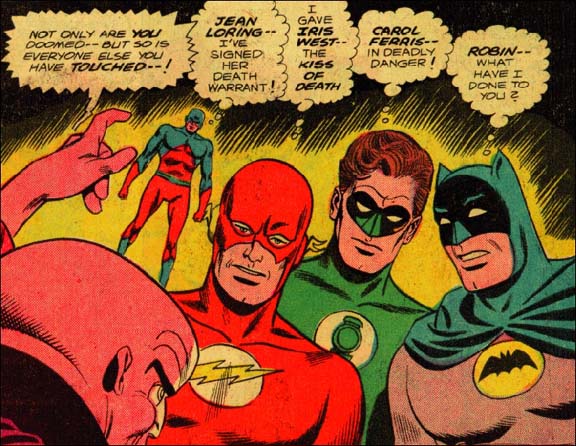 NOT ONLY ARE YOU
DOOMED--BUT SO IS
EVERYONE ELSE YOU
HAVE TOUCHED--!
JEAN
LORING--
I'VE
SIGNED
HER
DEATH
WARRANT!
I
GAVE
IRIS
WEST--
THE
KISS
OF
DEATH
CAROL
FERRIS--
IN DEADLY
DANGER!
ROBIN--
WHAT
HAVE I
DONE TO
YOU?